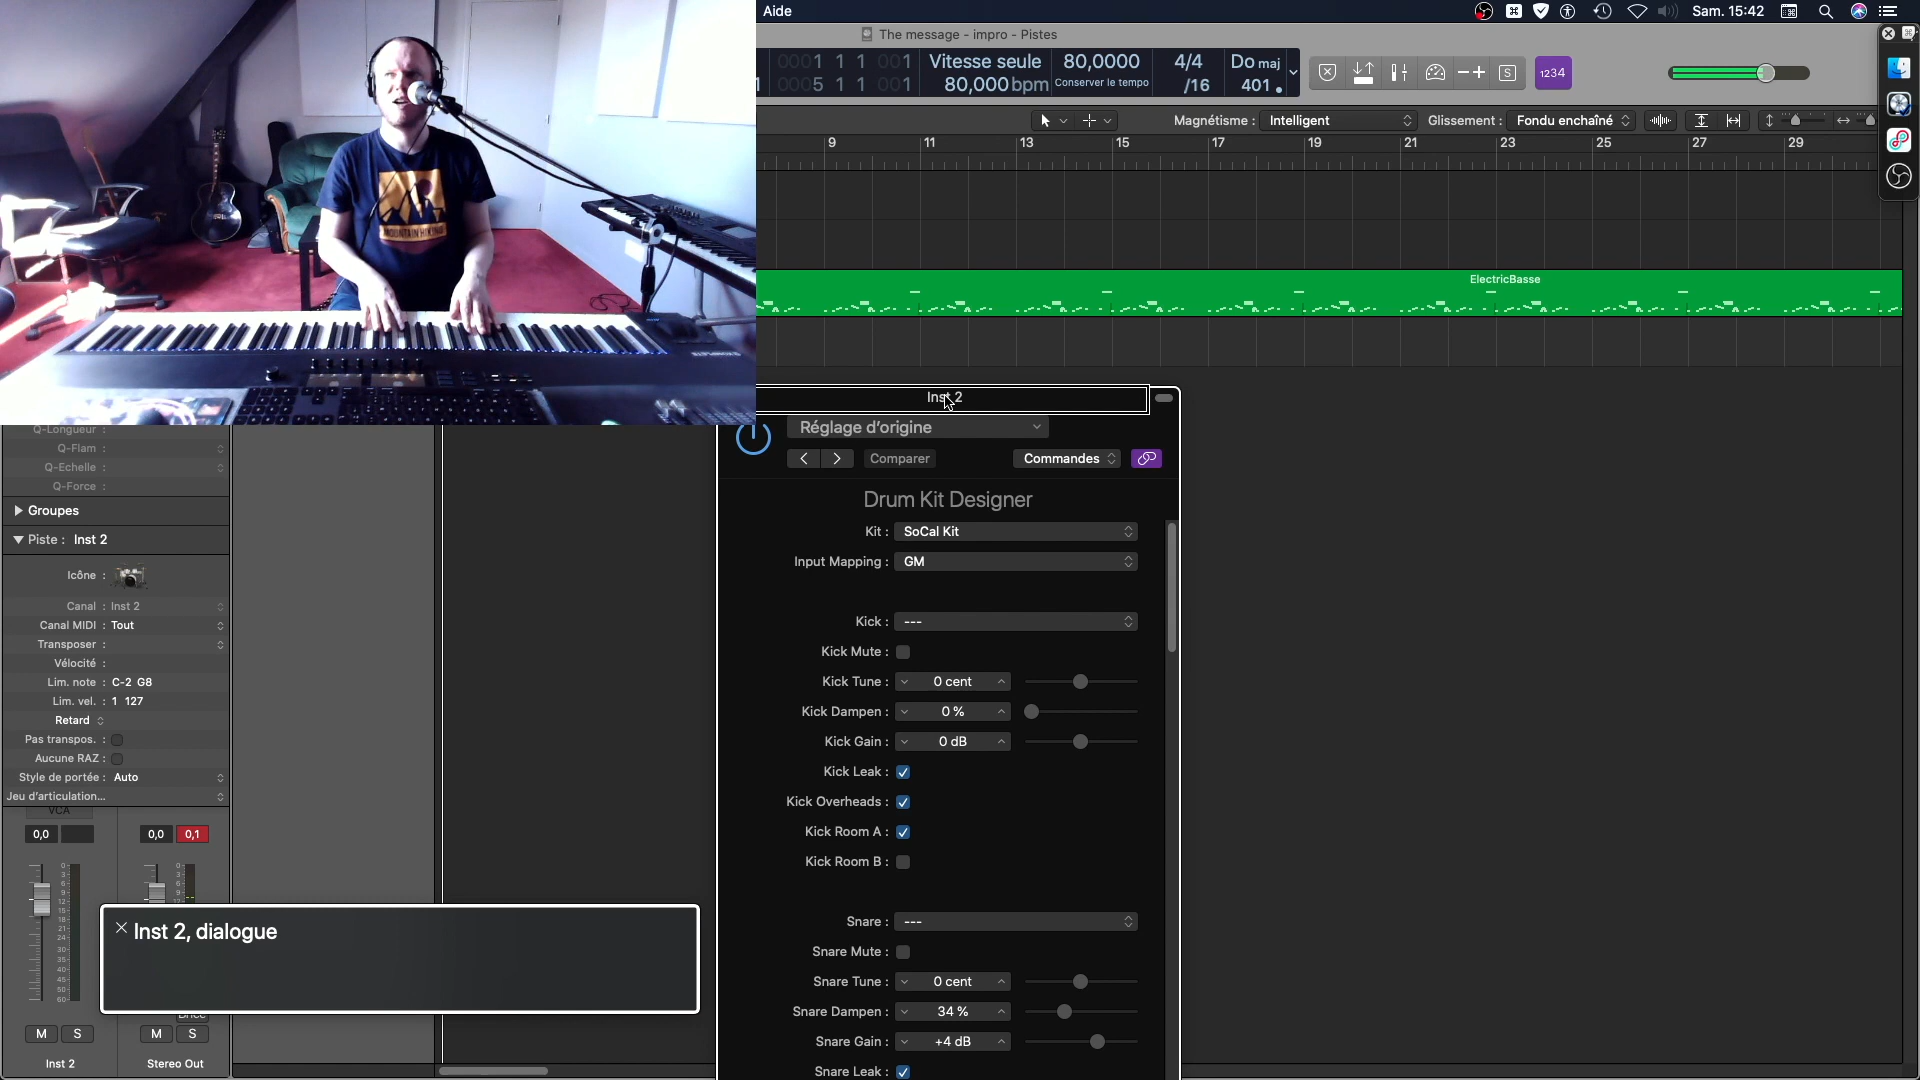 Aide
Sam. 15:42
The message - impro - Pistes
0001 1 1 001
Vitesse seule
80,0000
4/4
Do maj
1 0005 1 1 001
80,000 bpm
Conserver le tempo
/16
401
S
1234
Magnétisme : Intelligent
Glissement : Fondu enchaîné
9 11 13 15 17 19 21 23 25 27 29
ElectricBasse
MOUNTAIN HIKING
Inst 2
Réglage d'origine
Comparer
Commandes
Drum Kit Designer
Kit : SoCal Kit
Input Mapping : GM
Kick : ---
Kick Mute :
Kick Tune : 0 cent
Kick Dampen : 0 %
Kick Gain : 0 dB
Kick Leak :
Kick Overheads :
Kick Room A :
Kick Room B :
Snare : ---
Snare Mute :
Snare Tune : 0 cent
Snare Dampen : 34 %
Snare Gain : +4 dB
Snare Leak :
Q-Longueur :
Q-Flam :
Q-Echelle :
Q-Force :
Groupes
Piste : Inst 2
Icône :
Canal : Inst 2
Canal MIDI : Tout
Transposer :
Vélocité :
Lim. note : C-2 G8
Lim. vel. : 1 127
Retard
Pas transpos. :
Aucune RAZ :
Style de portée : Auto
Jeu d'articulation...
VCA
0,0
0,0 0,1
Inst 2, dialogue
M S
M S
Inst 2
Stereo Out